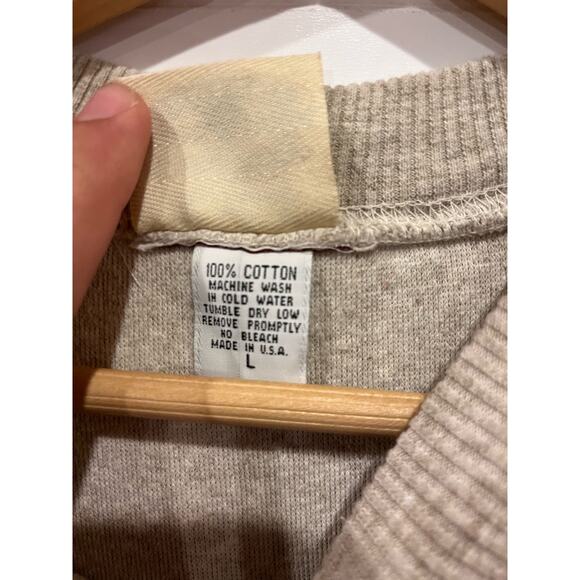 100% COTTON
MACHINE WASH
IN COLD WATER
TUMBLE DRY LOW
REMOVE PROMPTLY
NO BLEACH
MADE IN U.S.A.
L